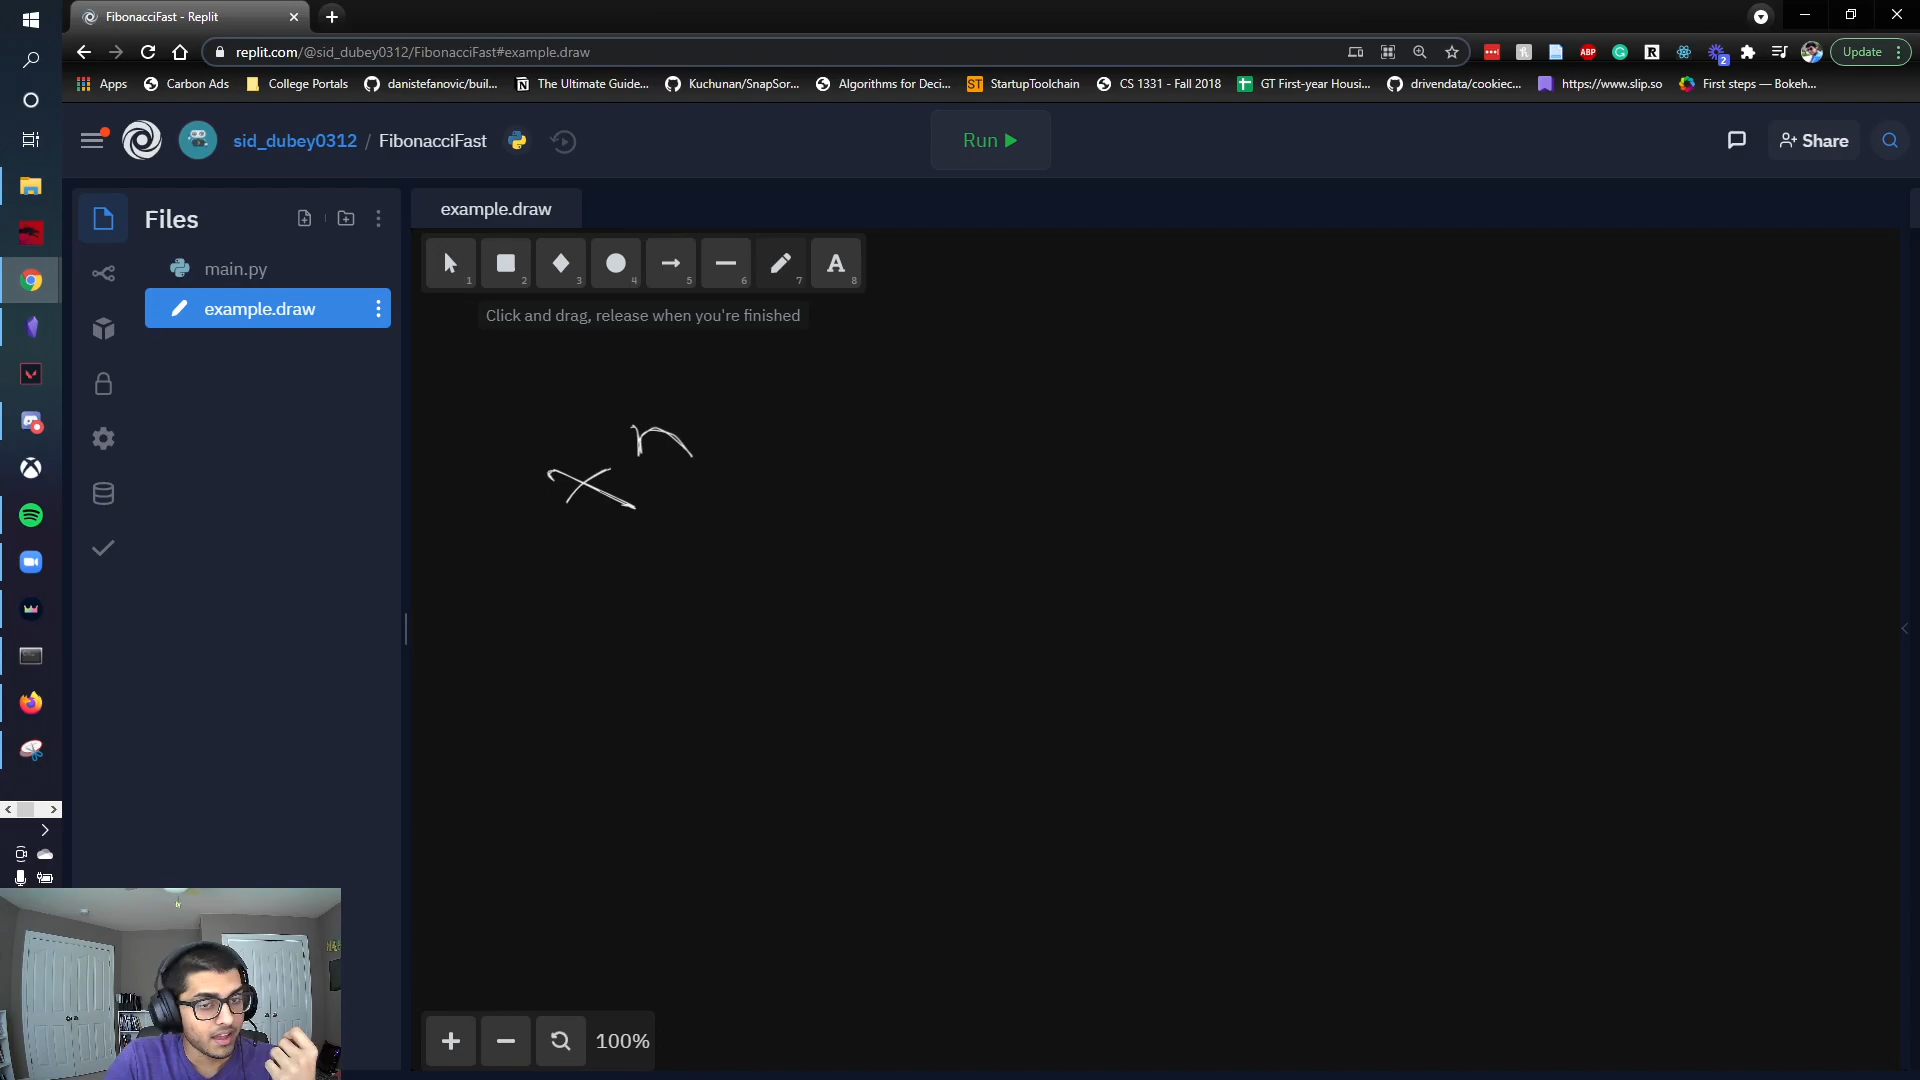 FibonacciFast - Replit
replit.com/@sid_dubey0312/FibonacciFast#example.draw
ABP
R
2
Update
Apps
Carbon Ads
College Portals
danistefanovic/buil...
The Ultimate Guide...
Kuchunan/SnapSor...
Algorithms for Deci...
ST
StartupToolchain
CS 1331 - Fall 2018
GT First-year Housi...
drivendata/cookiec...
https://www.slip.so
First steps — Bokeh...
sid_dubey0312 / FibonacciFast
Run
Share
Files
main.py
example.draw
example.draw
1
2
3
4
5
6
7
A 8
Click and drag, release when you're finished
x n
100%